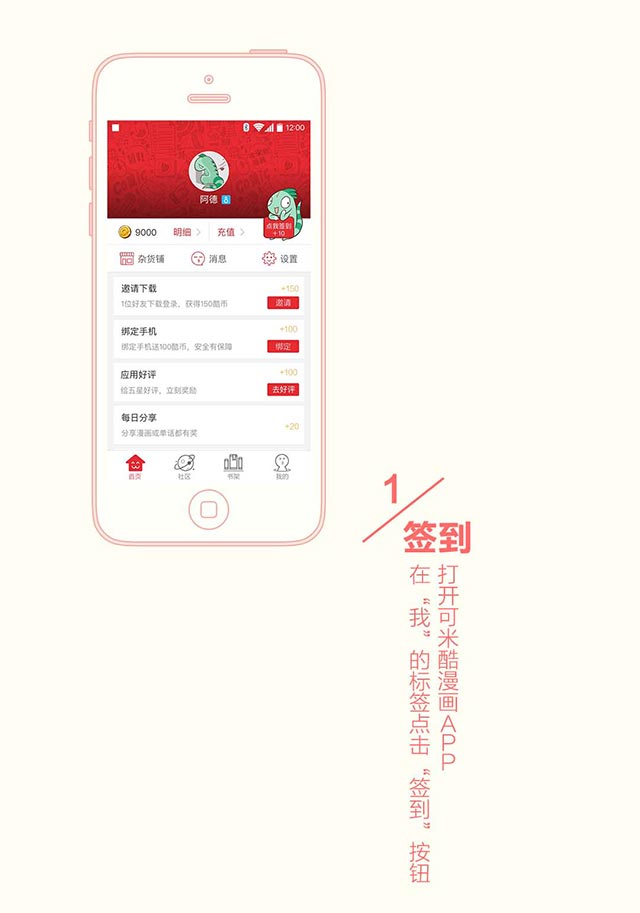 12:00
阿德
9000
明细
充值
点我签到
+10
杂货铺
消息
设置
邀请下载
+150
1位好友下载登录，获得150酷币
邀请
绑定手机
+100
绑定手机送100酷币，安全有保障
绑定
应用好评
+100
给五星好评，立刻奖励
去好评
每日分享
+20
分享漫画或单话都有奖
首页
社区
书架
我的
1
签到
打开可米酷漫画APP
在“我”的标签点击“签到”按钮